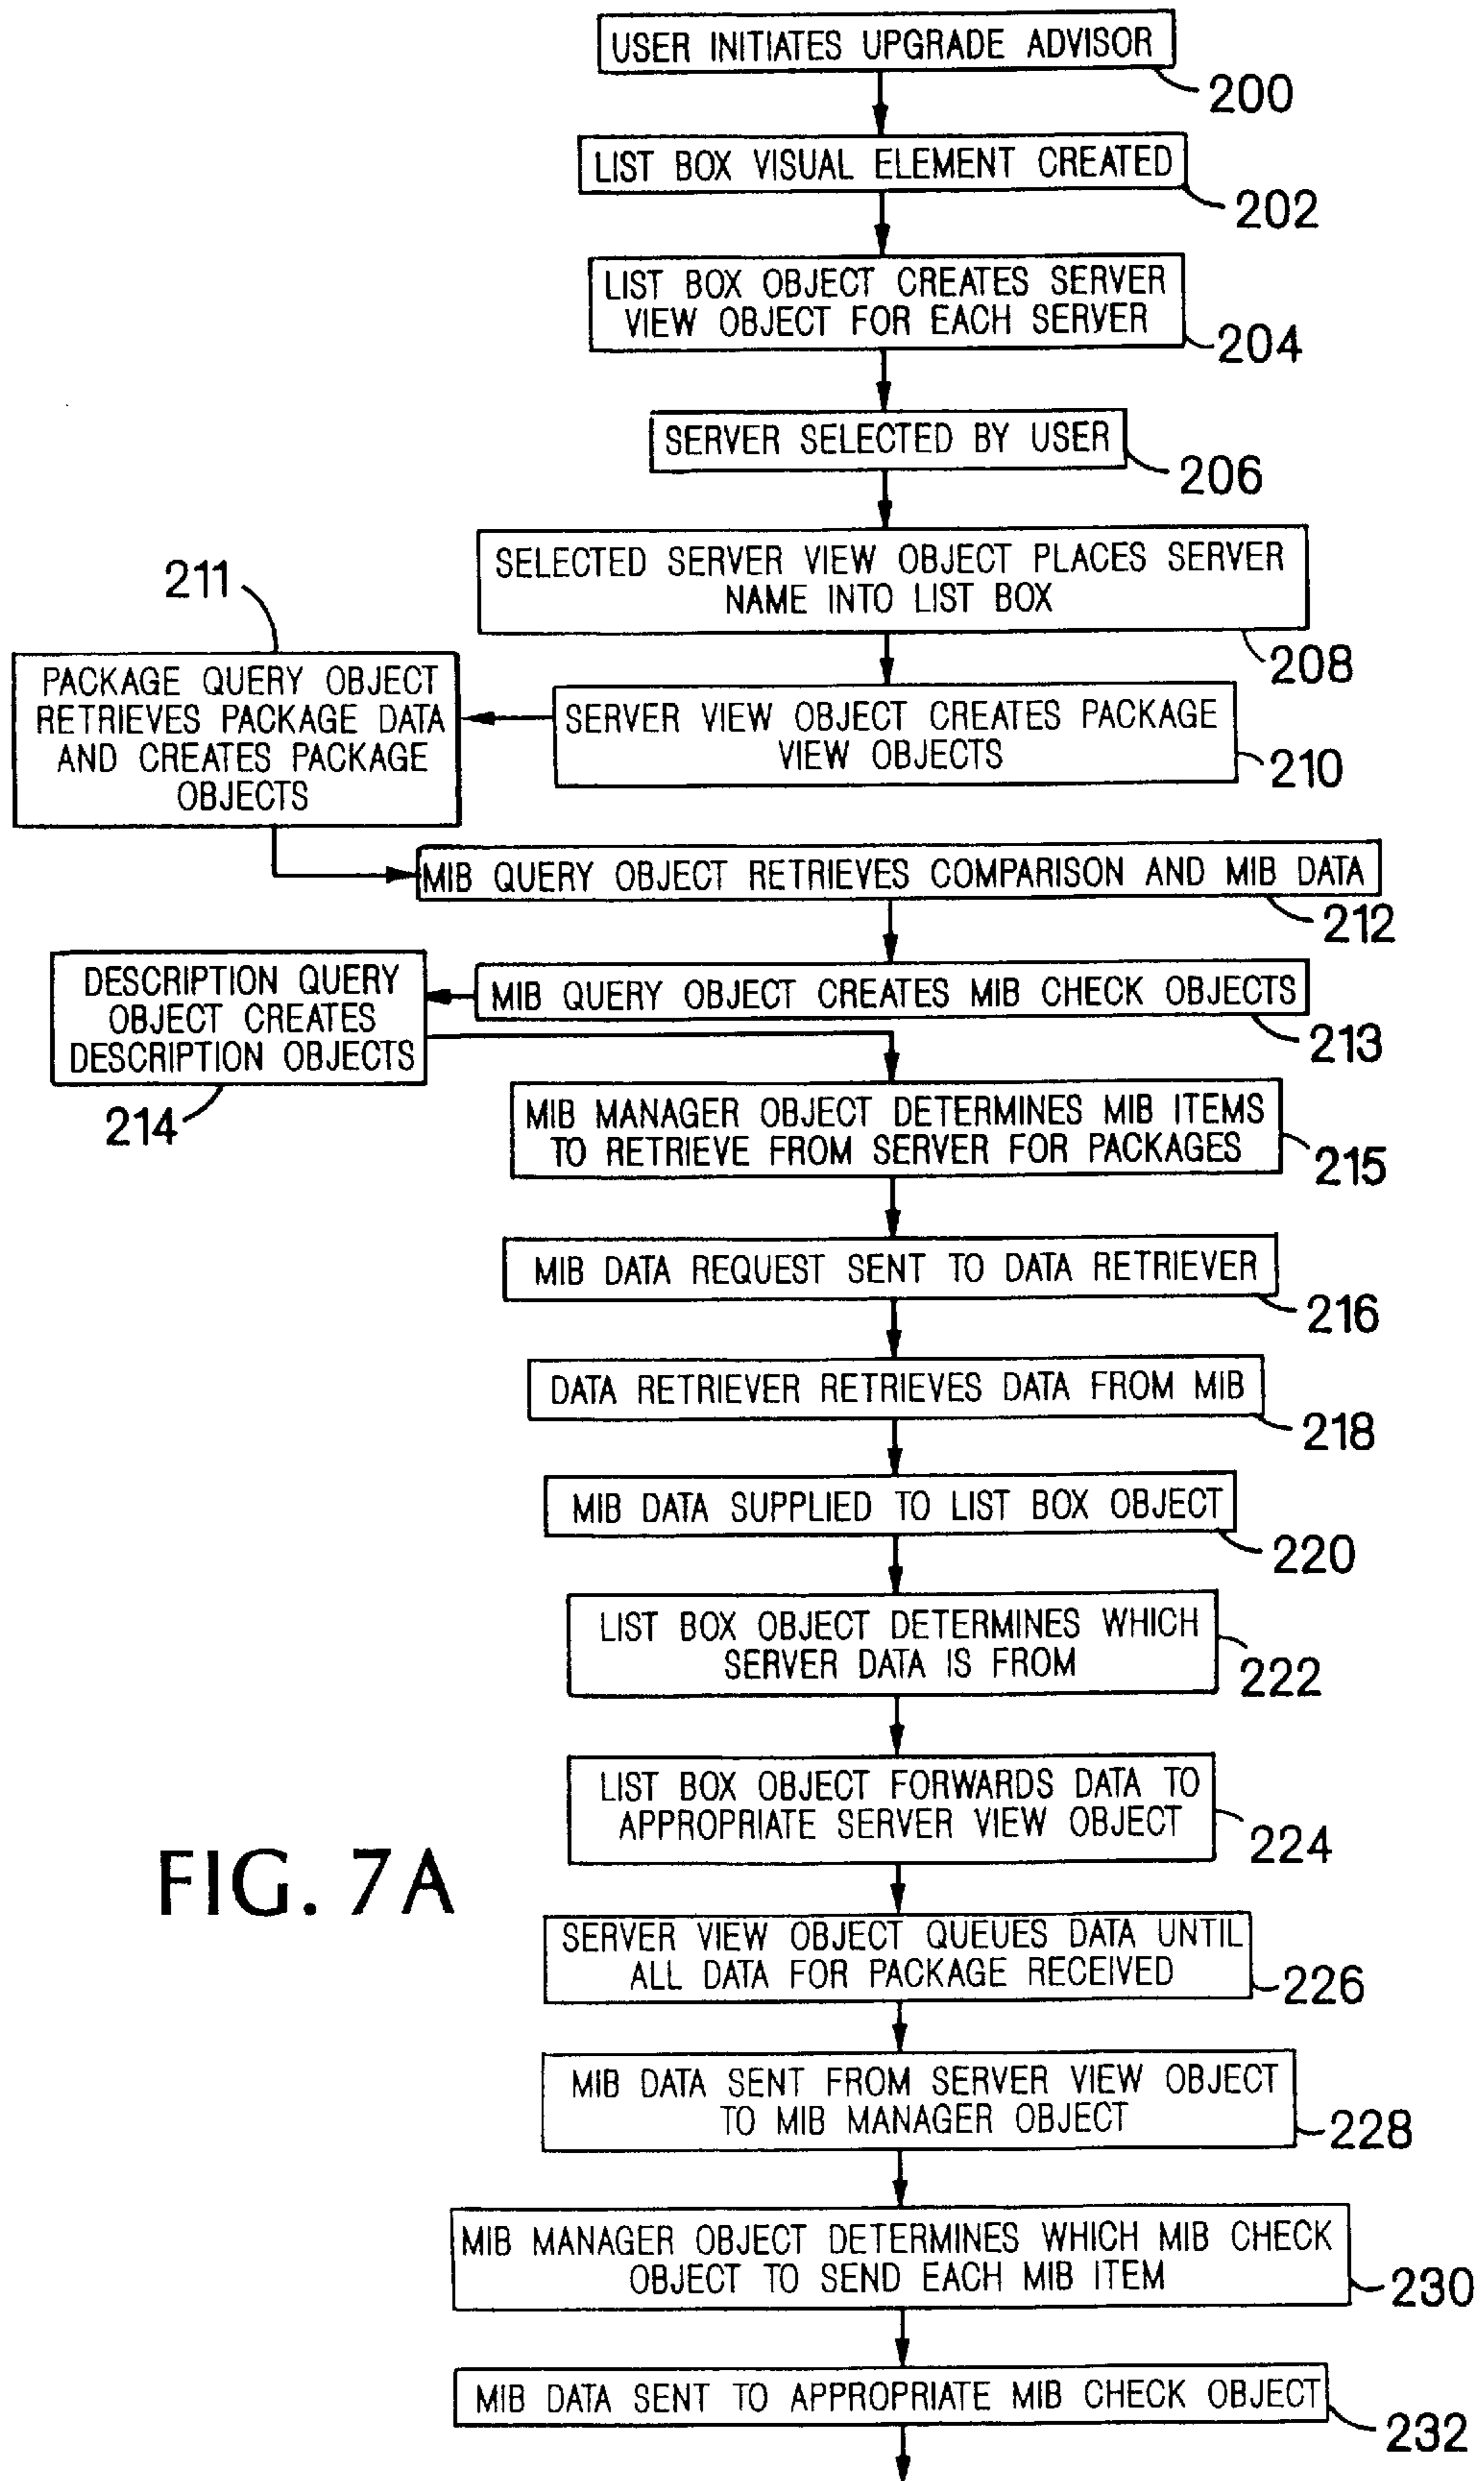 USER INITIATES UPGRADE ADVISOR
200
LIST BOX VISUAL ELEMENT CREATED
202
LIST BOX OBJECT CREATES SERVER
VIEW OBJECT FOR EACH SERVER
204
SERVER SELECTED BY USER
206
SELECTED SERVER VIEW OBJECT PLACES SERVER
NAME INTO LIST BOX
208
SERVER VIEW OBJECT CREATES PACKAGE
VIEW OBJECTS
210
211
PACKAGE QUERY OBJECT
RETRIEVES PACKAGE DATA
AND CREATES PACKAGE
OBJECTS
MIB QUERY OBJECT RETRIEVES COMPARISON AND MIB DATA
212
MIB QUERY OBJECT CREATES MIB CHECK OBJECTS
213
DESCRIPTION QUERY
OBJECT CREATES
DESCRIPTION OBJECTS
214
MIB MANAGER OBJECT DETERMINES MIB ITEMS
TO RETRIEVE FROM SERVER FOR PACKAGES
215
MIB DATA REQUEST SENT TO DATA RETRIEVER
216
DATA RETRIEVER RETRIEVES DATA FROM MIB
218
MIB DATA SUPPLIED TO LIST BOX OBJECT
220
LIST BOX OBJECT DETERMINES WHICH
SERVER DATA IS FROM
222
LIST BOX OBJECT FORWARDS DATA TO
APPROPRIATE SERVER VIEW OBJECT
224
FIG. 7A
SERVER VIEW OBJECT QUEUES DATA UNTIL
ALL DATA FOR PACKAGE RECEIVED
226
MIB DATA SENT FROM SERVER VIEW OBJECT
TO MIB MANAGER OBJECT
228
MIB MANAGER OBJECT DETERMINES WHICH MIB CHECK
OBJECT TO SEND EACH MIB ITEM
230
MIB DATA SENT TO APPROPRIATE MIB CHECK OBJECT
232